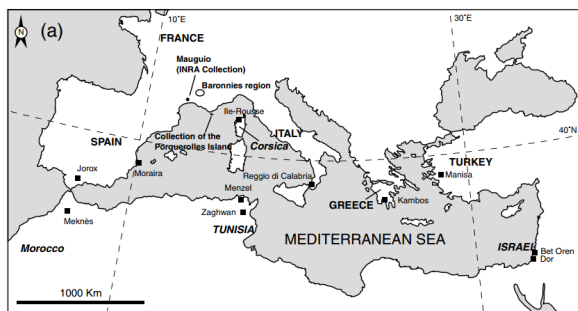 (a)
N
10°E
30°E
FRANCE
Mauguio
(INRA Collection)
Baronnies region
Ile-Rousse
ITALY
Corsica
Collection of the
Porquerolles Island
40°N
SPAIN
Jorox
Moraira
TURKEY
Manisa
Reggio di Calabria
Menzel
GREECE
Kambos
Meknès
Zaghwan
TUNISIA
Morocco
MEDITERRANEAN SEA
ISRAEL
Bet Oren
Dor
1000 Km